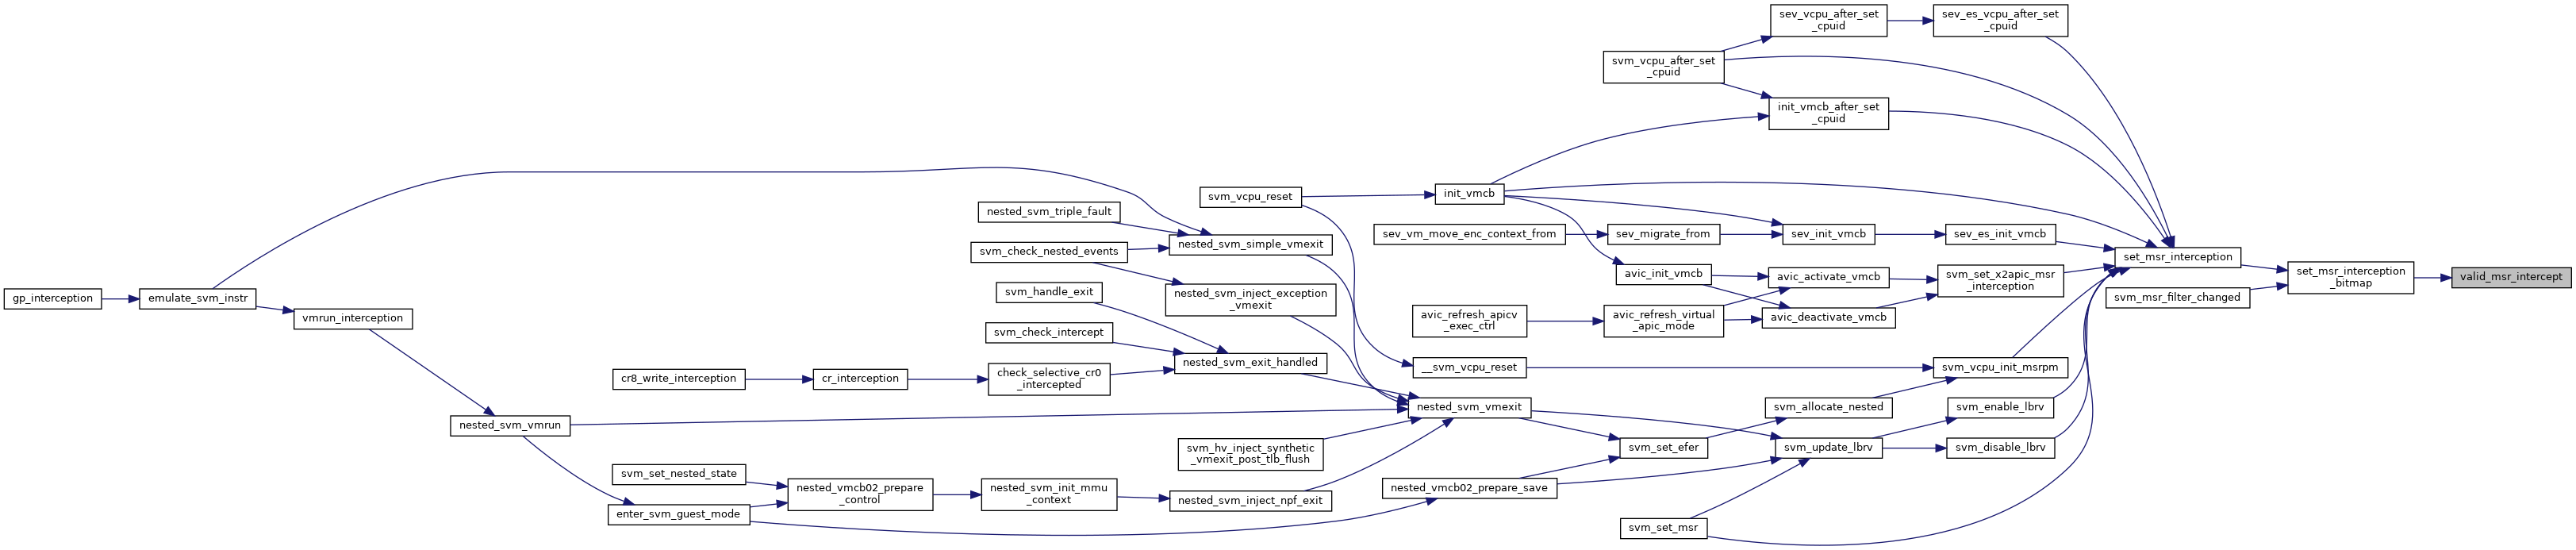 sev_vcpu_after_set
_cpuid
sev_es_vcpu_after_set
_cpuid
svm_vcpu_after_set
_cpuid
init_vmcb_after_set
_cpuid
svm_vcpu_reset
init_vmcb
nested_svm_triple_fault
sev_vm_move_enc_context_from
sev_migrate_from
sev_init_vmcb
sev_es_init_vmcb
nested_svm_simple_vmexit
svm_check_nested_events
set_msr_interception
avic_init_vmcb
avic_activate_vmcb
svm_set_x2apic_msr
_interception
set_msr_interception
_bitmap
valid_msr_intercept
gp_interception
emulate_svm_instr
svm_handle_exit
nested_svm_inject_exception
_vmexit
svm_msr_filter_changed
vmrun_interception
avic_refresh_apicv
_exec_ctrl
avic_refresh_virtual
_apic_mode
avic_deactivate_vmcb
svm_check_intercept
nested_svm_exit_handled
__svm_vcpu_reset
svm_vcpu_init_msrpm
cr8_write_interception
cr_interception
check_selective_cr0
_intercepted
nested_svm_vmexit
svm_allocate_nested
svm_enable_lbrv
nested_svm_vmrun
svm_hv_inject_synthetic
_vmexit_post_tlb_flush
svm_set_efer
svm_update_lbrv
svm_disable_lbrv
svm_set_nested_state
nested_vmcb02_prepare
_control
nested_svm_init_mmu
_context
nested_svm_inject_npf_exit
nested_vmcb02_prepare_save
enter_svm_guest_mode
svm_set_msr